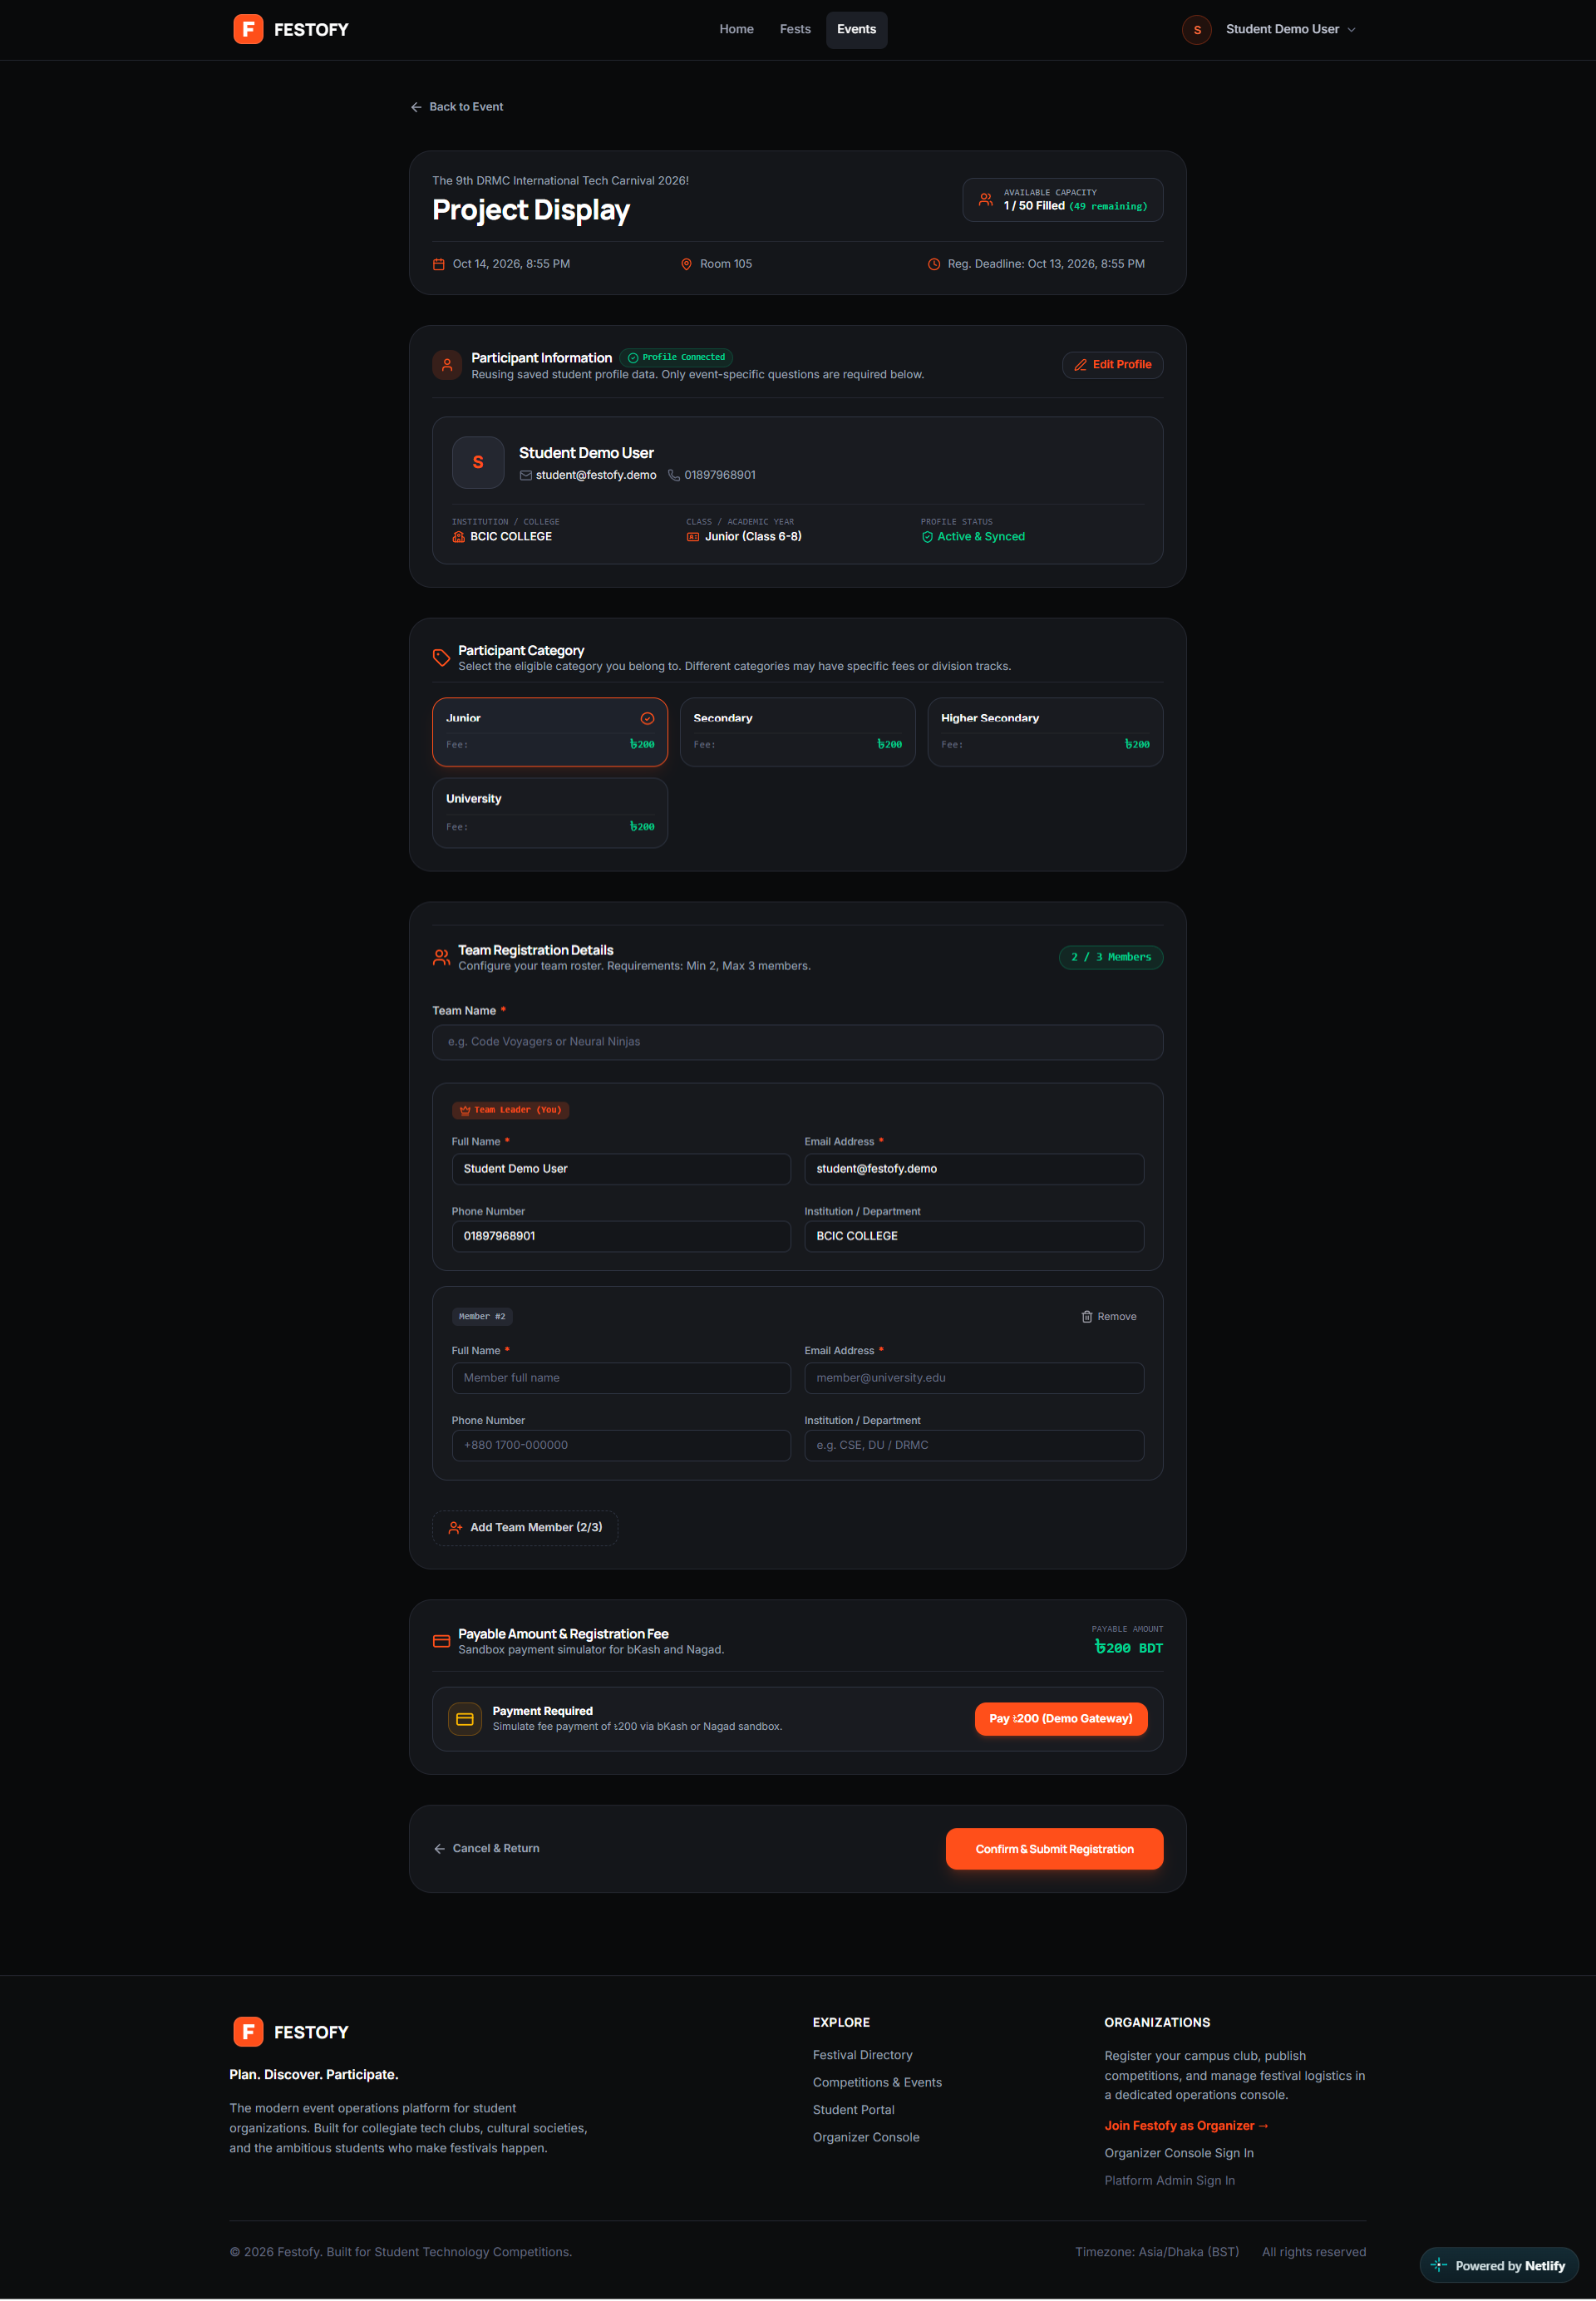 F FESTOFY
Home Fests Events
S Student Demo User
Back to Event
The 9th DRMC International Tech Carnival 2026!
Project Display
AVAILABLE CAPACITY
1 / 50 Filled (49 remaining)
Oct 14, 2026, 8:55 PM
Room 105
Reg. Deadline: Oct 13, 2026, 8:55 PM
Participant Information Profile Connected
Reusing saved student profile data. Only event-specific questions are required below.
Edit Profile
S
Student Demo User
student@festofy.demo 01897968901
INSTITUTION / COLLEGE
BCIC COLLEGE
CLASS / ACADEMIC YEAR
Junior (Class 6-8)
PROFILE STATUS
Active & Synced
Participant Category
Select the eligible category you belong to. Different categories may have specific fees or division tracks.
Junior
Fee: ৳200
Secondary
Fee: ৳200
Higher Secondary
Fee: ৳200
University
Fee: ৳200
Team Registration Details
Configure your team roster. Requirements: Min 2, Max 3 members.
2 / 3 Members
Team Name *
e.g. Code Voyagers or Neural Ninjas
Team Leader (You)
Full Name *
Student Demo User
Email Address *
student@festofy.demo
Phone Number
01897968901
Institution / Department
BCIC COLLEGE
Member #2
Remove
Full Name *
Member full name
Email Address *
member@university.edu
Phone Number
+880 1700-000000
Institution / Department
e.g. CSE, DU / DRMC
Add Team Member (2/3)
Payable Amount & Registration Fee
Sandbox payment simulator for bKash and Nagad.
PAYABLE AMOUNT
৳200 BDT
Payment Required
Simulate fee payment of ৳200 via bKash or Nagad sandbox.
Pay ৳200 (Demo Gateway)
Cancel & Return
Confirm & Submit Registration
F FESTOFY
Plan. Discover. Participate.
The modern event operations platform for student
organizations. Built for collegiate tech clubs, cultural societies,
and the ambitious students who make festivals happen.
EXPLORE
Festival Directory
Competitions & Events
Student Portal
Organizer Console
ORGANIZATIONS
Register your campus club, publish
competitions, and manage festival logistics in
a dedicated operations console.
Join Festofy as Organizer →
Organizer Console Sign In
Platform Admin Sign In
© 2026 Festofy. Built for Student Technology Competitions.
Timezone: Asia/Dhaka (BST) All rights reserved
Powered by Netlify